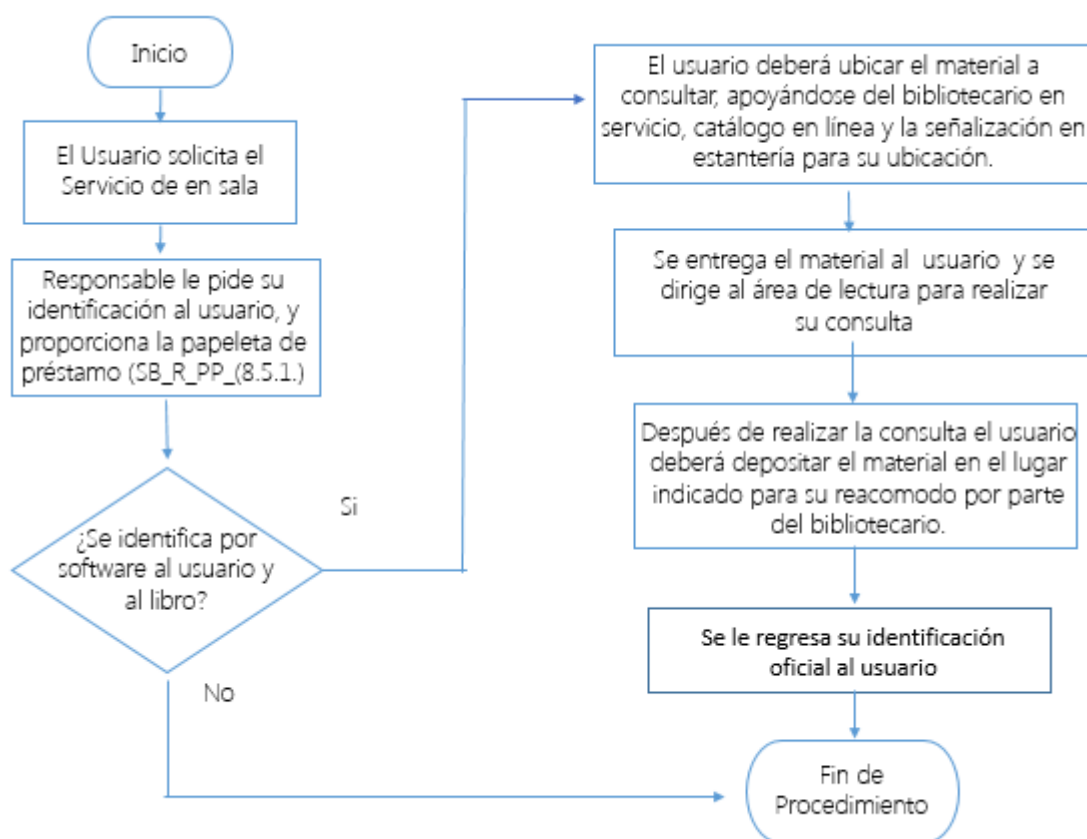 Inicio
El Usuario solicita el
Servicio de en sala
Responsable le pide su
identificación al usuario, y
proporciona la papeleta de
préstamo (SB_R_PP_(8.5.1.)
¿Se identifica por
software al usuario y
al libro?
Si
No
El usuario deberá ubicar el material a
consultar, apoyándose del bibliotecario en
servicio, catálogo en línea y la señalización en
estantería para su ubicación.
Se entrega el material al usuario y se
dirige al área de lectura para realizar
su consulta
Después de realizar la consulta el usuario
deberá depositar el material en el lugar
indicado para su reacomodo por parte
del bibliotecario.
Se le regresa su identificación
oficial al usuario
Fin de
Procedimiento